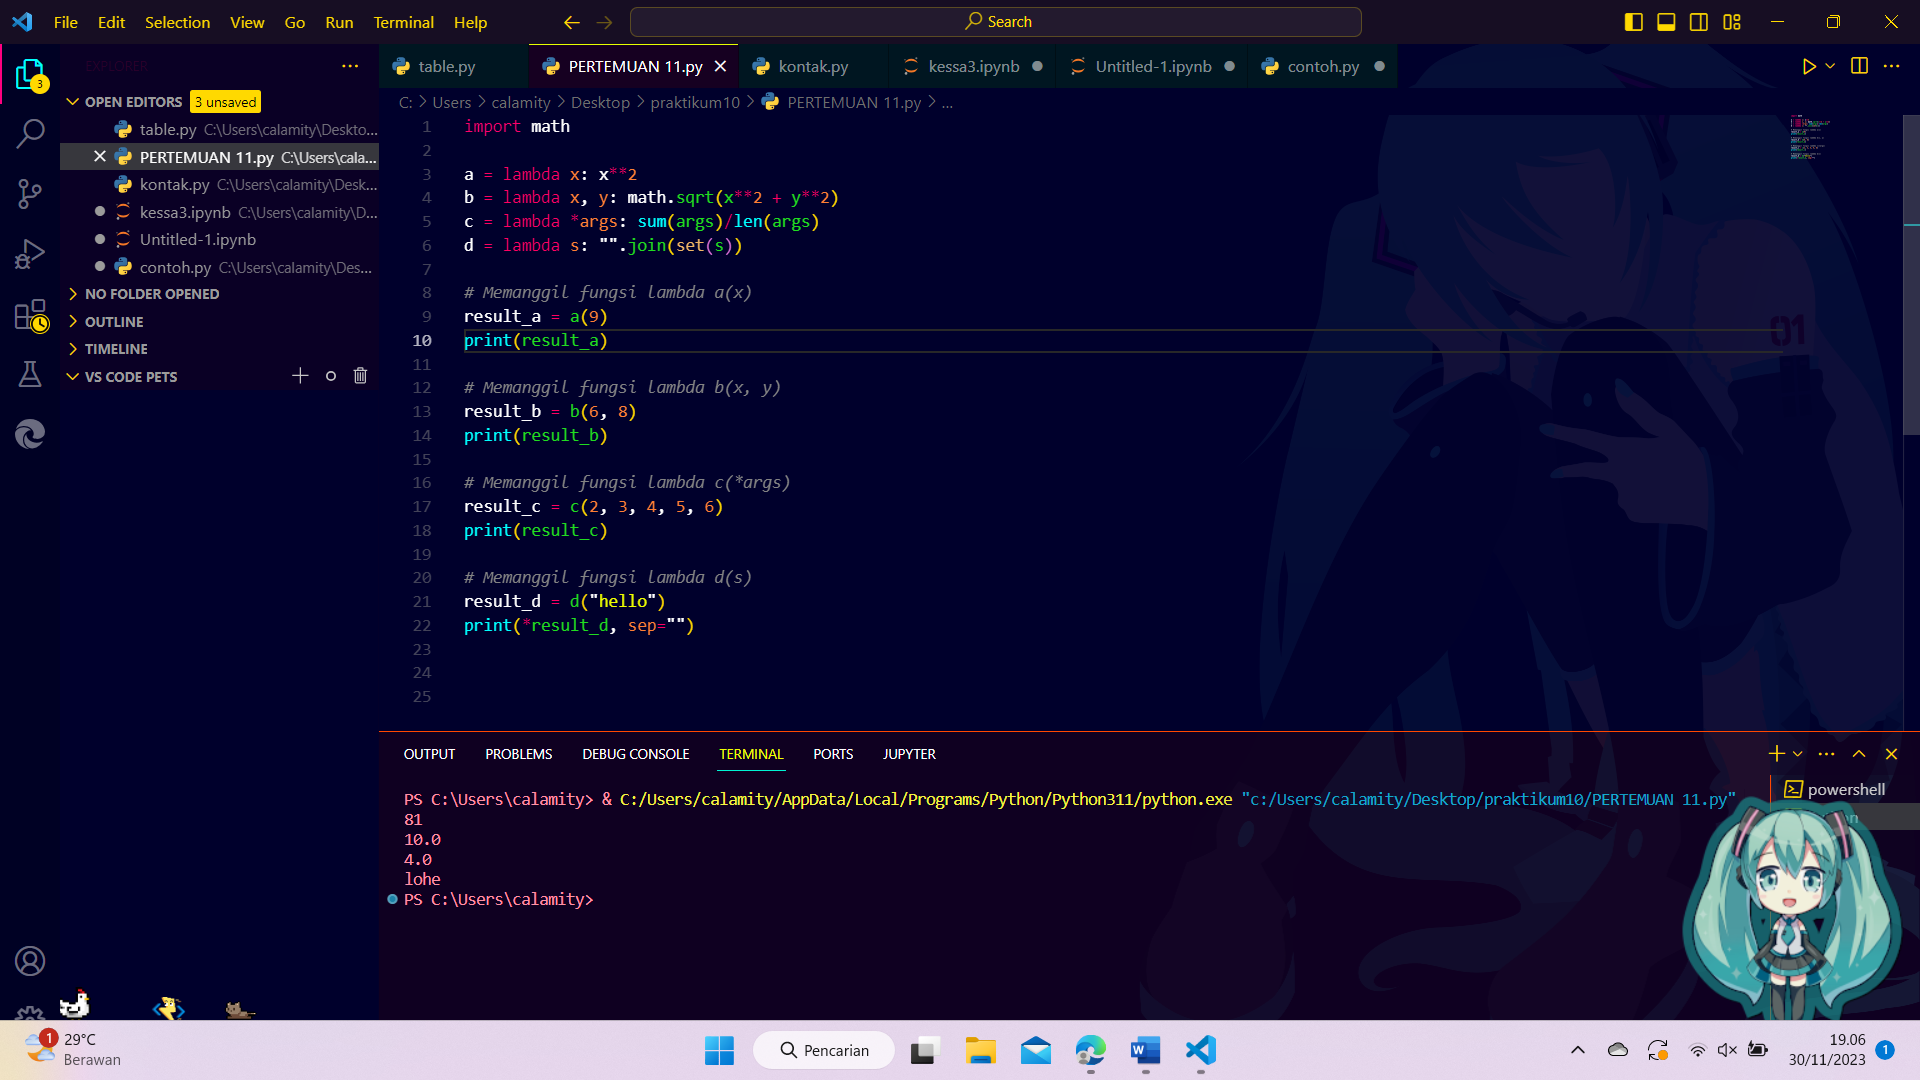 File Edit Selection View Go Run Terminal Help
Search
EXPLORER
OPEN EDITORS 3 unsaved
table.py C:\Users\calamity\Deskto...
PERTEMUAN 11.py C:\Users\cala...
kontak.py C:\Users\calamity\Desk...
kessa3.ipynb C:\Users\calamity\D...
Untitled-1.ipynb
contoh.py C:\Users\calamity\Des...
NO FOLDER OPENED
OUTLINE
TIMELINE
VS CODE PETS
3
table.py PERTEMUAN 11.py kontak.py kessa3.ipynb Untitled-1.ipynb contoh.py
C: > Users > calamity > Desktop > praktikum10 > PERTEMUAN 11.py > ...
1 import math
2
3 a = lambda x: x**2
4 b = lambda x, y: math.sqrt(x**2 + y**2)
5 c = lambda *args: sum(args)/len(args)
6 d = lambda s: "".join(set(s))
7
8 # Memanggil fungsi lambda a(x)
9 result_a = a(9)
10 print(result_a)
11
12 # Memanggil fungsi lambda b(x, y)
13 result_b = b(6, 8)
14 print(result_b)
15
16 # Memanggil fungsi lambda c(*args)
17 result_c = c(2, 3, 4, 5, 6)
18 print(result_c)
19
20 # Memanggil fungsi lambda d(s)
21 result_d = d("hello")
22 print(*result_d, sep="")
23
24
25
01
OUTPUT PROBLEMS DEBUG CONSOLE TERMINAL PORTS JUPYTER
PS C:\Users\calamity> & C:/Users/calamity/AppData/Local/Programs/Python/Python311/python.exe "c:/Users/calamity/Desktop/praktikum10/PERTEMUAN 11.py"
81
10.0
4.0
lohe
PS C:\Users\calamity>
powershell
1
29°C
Berawan
Pencarian
19.06
30/11/2023
1